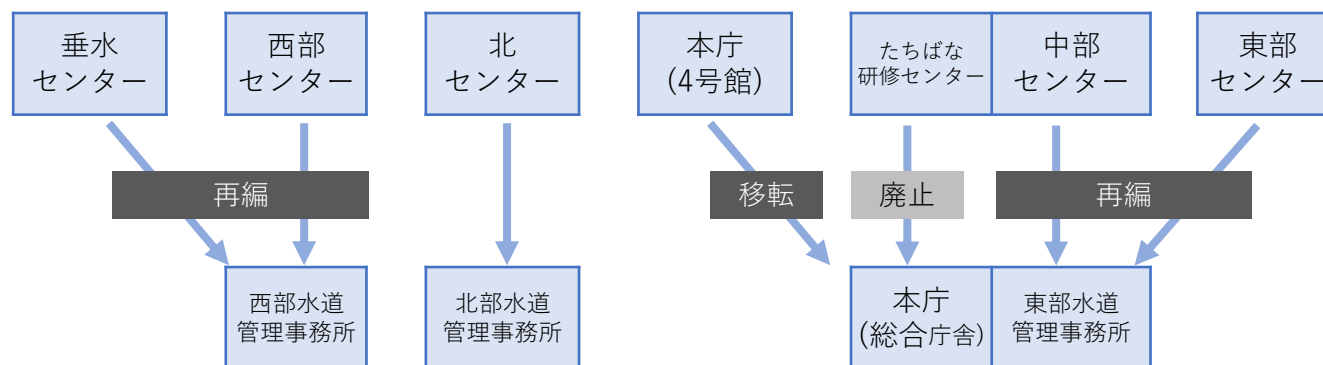 垂水
センター
西部
センター
北
センター
本庁
(4号館)
たちばな
研修センター
中部
センター
東部
センター
再編
移転
廃止
再編
西部水道
管理事務所
北部水道
管理事務所
本庁
(総合庁舎)
東部水道
管理事務所